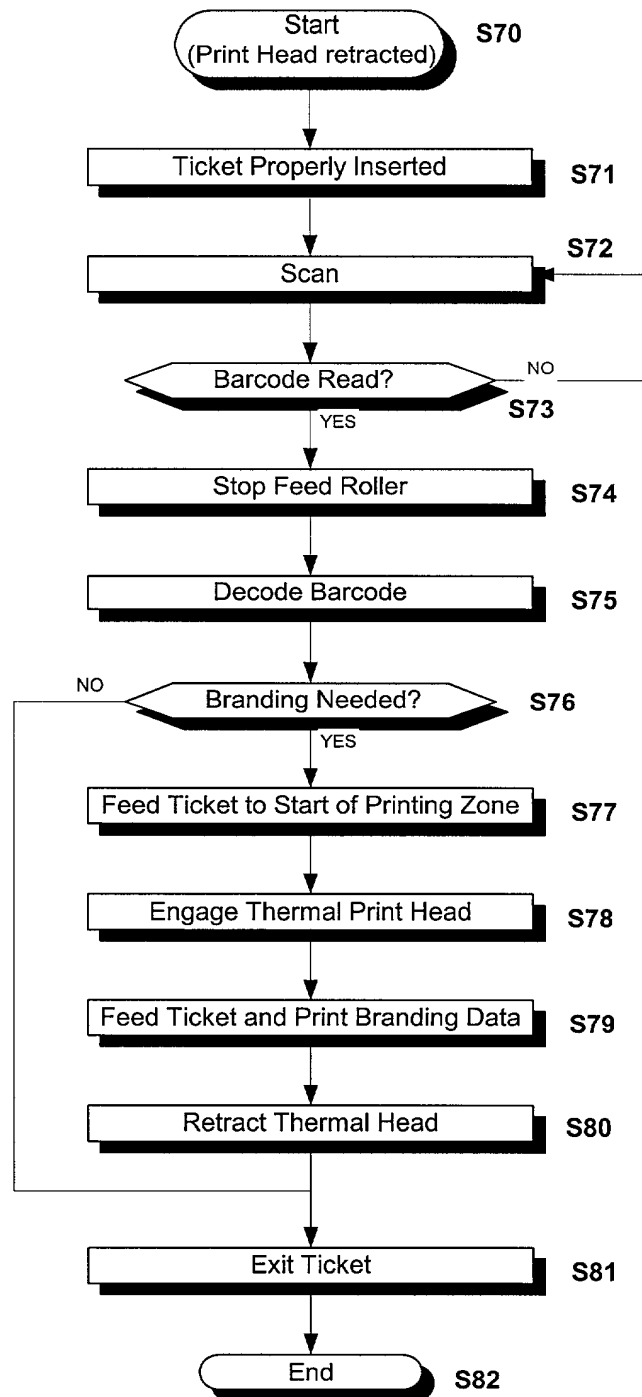 Start
(Print Head retracted)
S70
Ticket Properly Inserted
S71
S72
Scan
Barcode Read?
NO
S73
YES
Stop Feed Roller
S74
Decode Barcode
S75
NO
Branding Needed?
S76
YES
Feed Ticket to Start of Printing Zone
S77
Engage Thermal Print Head
S78
Feed Ticket and Print Branding Data
S79
Retract Thermal Head
S80
Exit Ticket
S81
End
S82